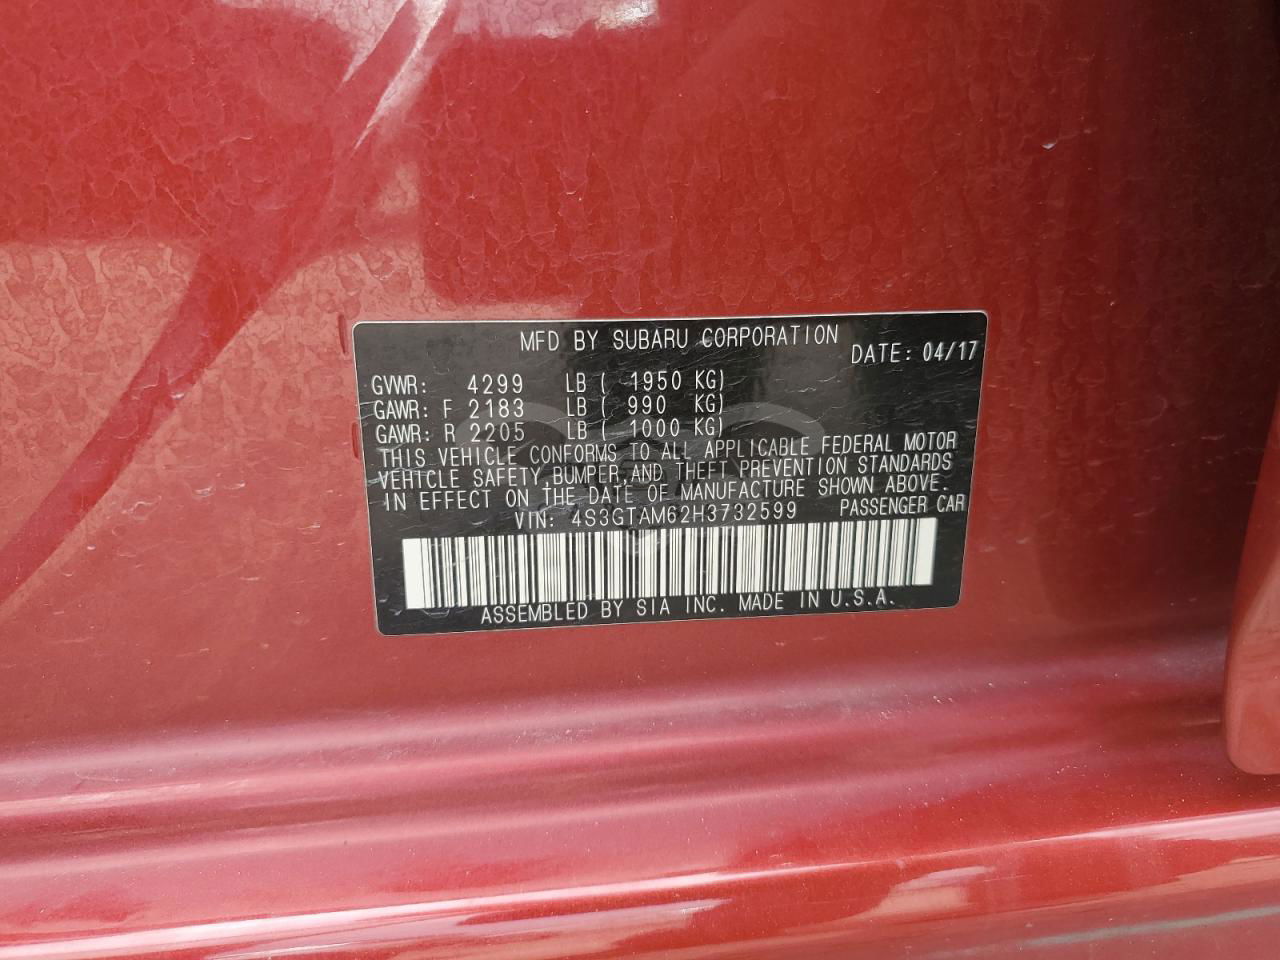 MFD BY SUBARU CORPORATION
DATE: 04/17
GVWR: 4299 LB ( 1950 KG)
GAWR: F 2183 LB ( 990 KG)
GAWR: R 2205 LB ( 1000 KG)
THIS VEHICLE CONFORMS TO ALL APPLICABLE FEDERAL MOTOR
VEHICLE SAFETY,BUMPER,AND THEFT PREVENTION STANDARDS
IN EFFECT ON THE DATE OF MANUFACTURE SHOWN ABOVE.
VIN: 4S3GTAM62H3732599 PASSENGER CAR
ASSEMBLED BY SIA INC. MADE IN U.S.A.